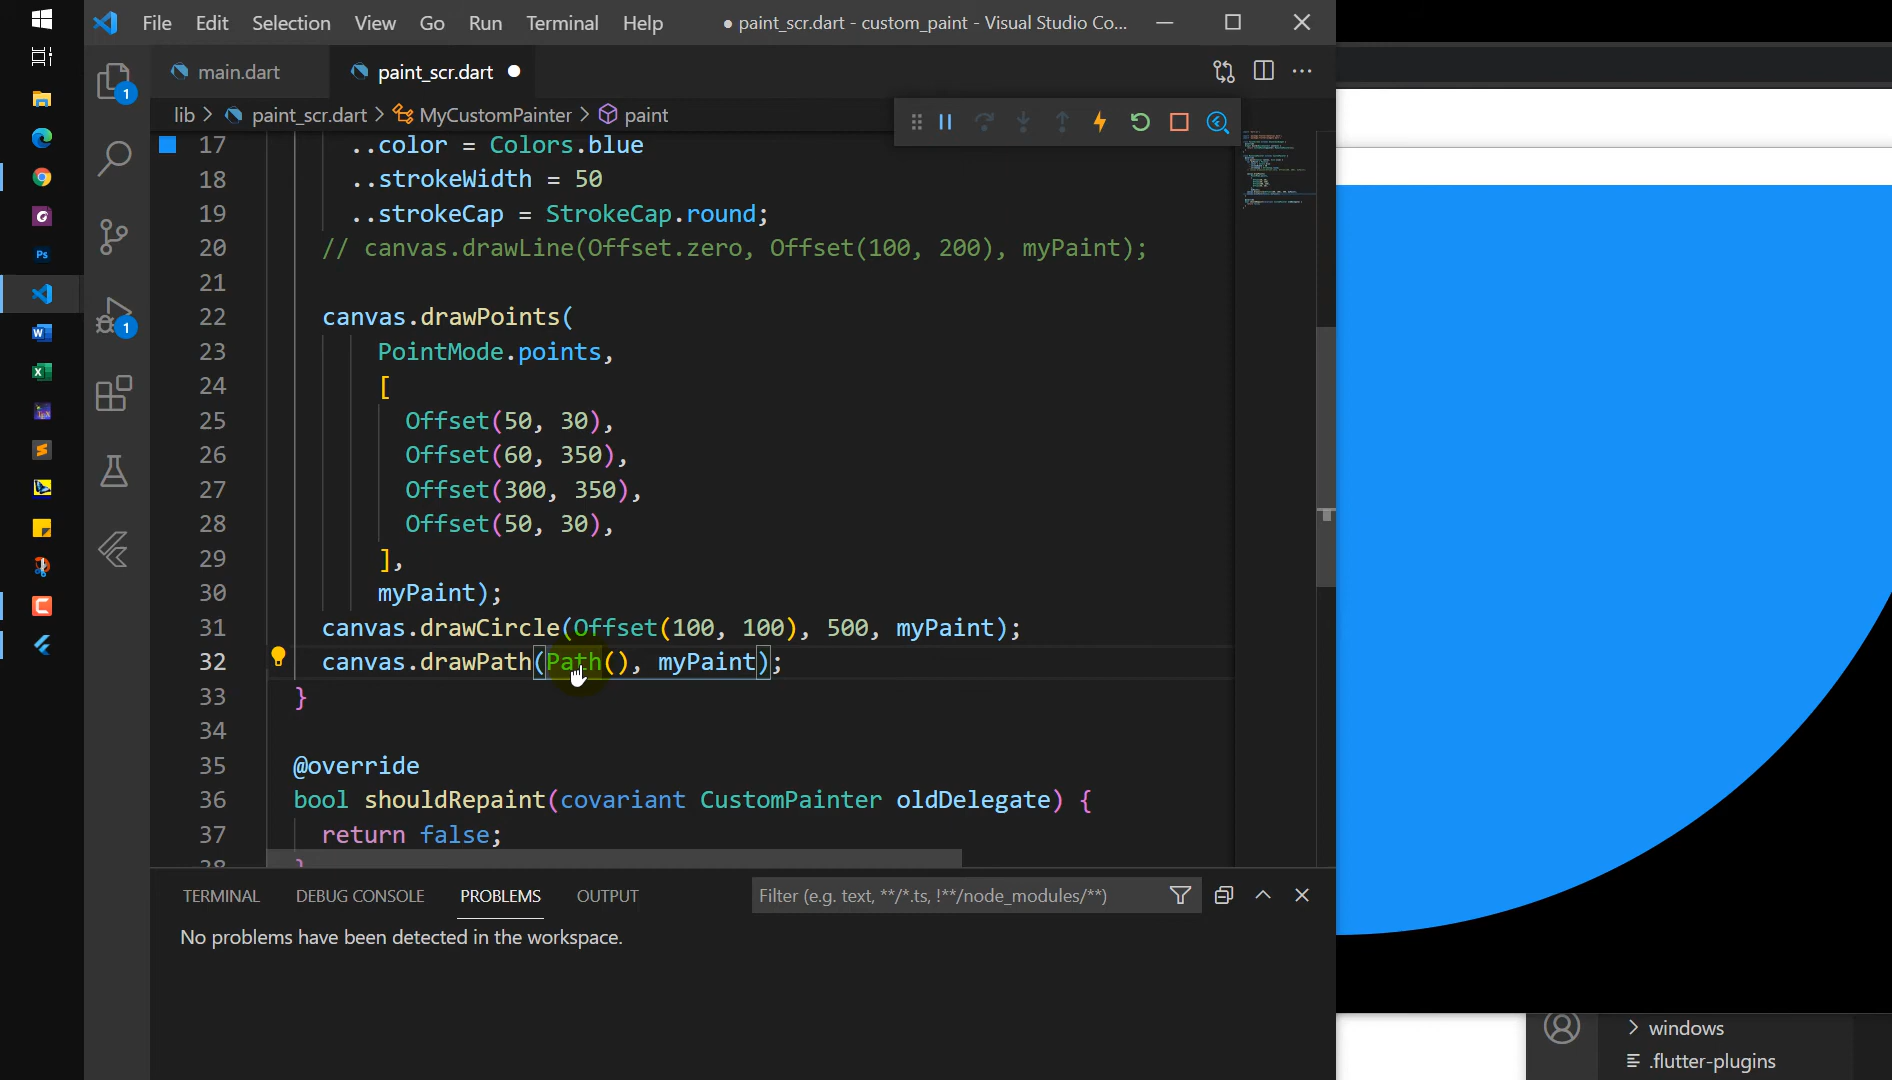 File Edit Selection View Go Run Terminal Help
● paint_scr.dart - custom_paint - Visual Studio Co...
main.dart
paint_scr.dart
lib > paint_scr.dart > MyCustomPainter > paint
17 ..color = Colors.blue
18 ..strokeWidth = 50
19 ..strokeCap = StrokeCap.round;
20 // canvas.drawLine(Offset.zero, Offset(100, 200), myPaint);
21
22 canvas.drawPoints(
23 PointMode.points,
24 [
25 Offset(50, 30),
26 Offset(60, 350),
27 Offset(300, 350),
28 Offset(50, 30),
29 ],
30 myPaint);
31 canvas.drawCircle(Offset(100, 100), 500, myPaint);
32 canvas.drawPath(Path(), myPaint);
33 }
34
35 @override
36 bool shouldRepaint(covariant CustomPainter oldDelegate) {
37 return false;
38 }
TERMINAL DEBUG CONSOLE PROBLEMS OUTPUT
Filter (e.g. text, **/*.ts, !**/node_modules/**)
No problems have been detected in the workspace.
1
1
Ps
> windows
.flutter-plugins